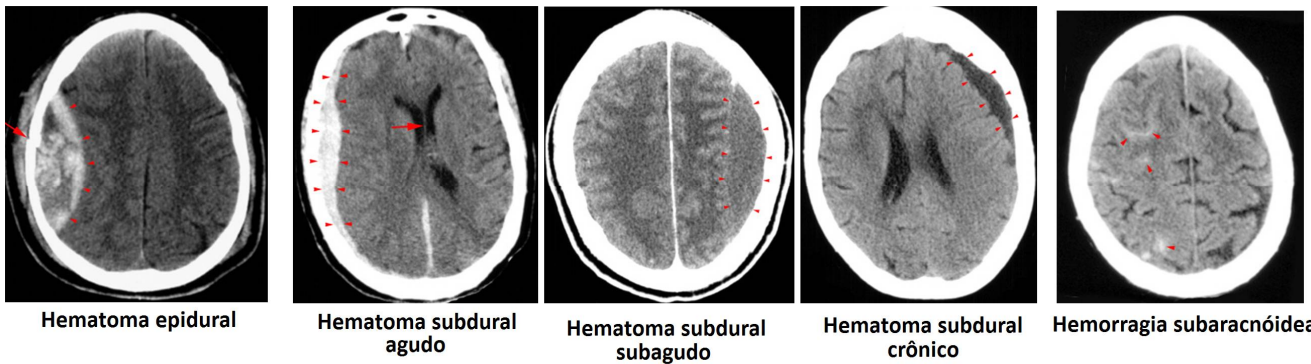 Hematoma epidural
Hematoma subdural
agudo
Hematoma subdural
subagudo
Hematoma subdural
crônico
Hemorragia subaracnóidea